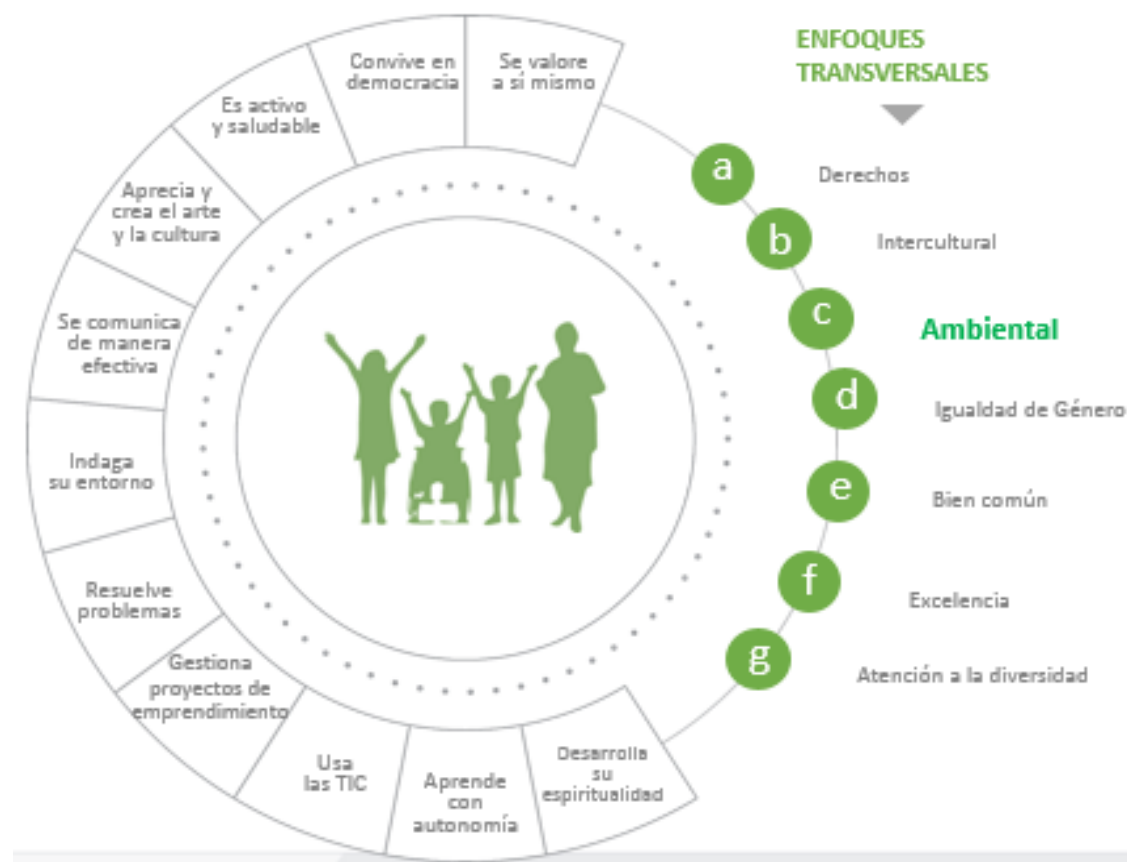 ENFOQUES
TRANSVERSALES
Se valore
a sí mismo
Convive en
democracia
Es activo
y saludable
Aprecia y
crea el arte
y la cultura
Se comunica
de manera
efectiva
Indaga
su entorno
Resuelve
problemas
Gestiona
proyectos de
emprendimiento
Usa
las TIC
Aprende
con
autonomía
Desarrolla
su
espiritualidad
a
Derechos
b
Intercultural
c
Ambiental
d
Igualdad de Género
e
Bien común
f
Excelencia
g
Atención a la diversidad